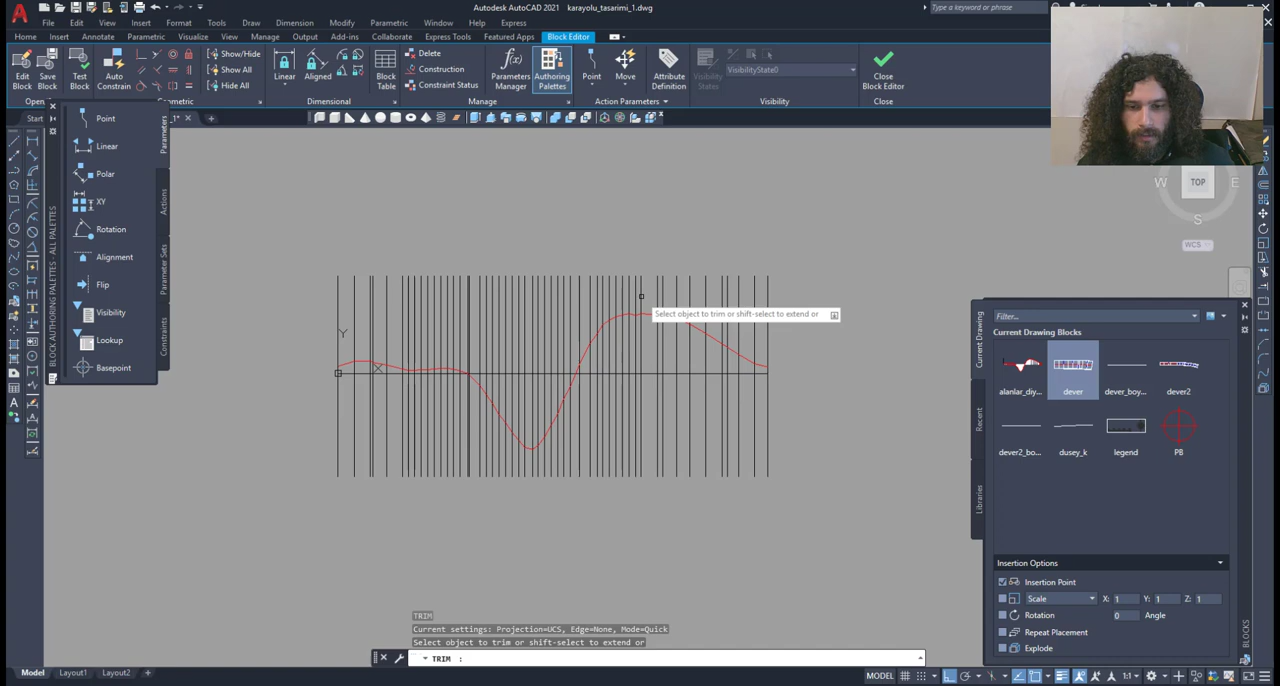 Autodesk AutoCAD 2021 karayolu_tasarimi_1.dwg
Type a keyword or phrase
File Edit View Insert Format Tools Draw Dimension Modify Parametric Window Help Express
Home Insert Annotate Parametric Visualize View Manage Output Add-ins Collaborate Express Tools Featured Apps Block Editor
Edit Block
Save Block
Test Block
Auto Constrain
Show/Hide
Show All
Hide All
Linear
Aligned
Block Table
Delete
Construction
Constraint Status
Parameters Manager
Authoring Palettes
Point
Move
Attribute Definition
Visibility States
VisibilityState0
Close Block Editor
Geometric Dimensional Manage Action Parameters Visibility Close
Start
Point
Linear
Polar
XY
Rotation
Alignment
Flip
Visibility
Lookup
Basepoint
BLOCK AUTHORING PALETTES - ALL PALETTES
Parameters
Actions
Parameter Sets
Constraints
W TOP E
S
WCS
Y
X
Select object to trim or shift-select to extend or
Filter...
Current Drawing Blocks
alanlar_diy... dever dever_boy... dever2
dever2_bo... dusey_k legend PB
Current Drawing
Recent
Libraries
Insertion Options
Insertion Point
Scale X: 1 Y: 1 Z: 1
Rotation 0 Angle
Repeat Placement
Explode
BLOCKS
TRIM
Current settings: Projection=UCS, Edge=None, Mode=Quick
Select object to trim or shift-select to extend or
TRIM :
Model Layout1 Layout2 +
MODEL
1:1